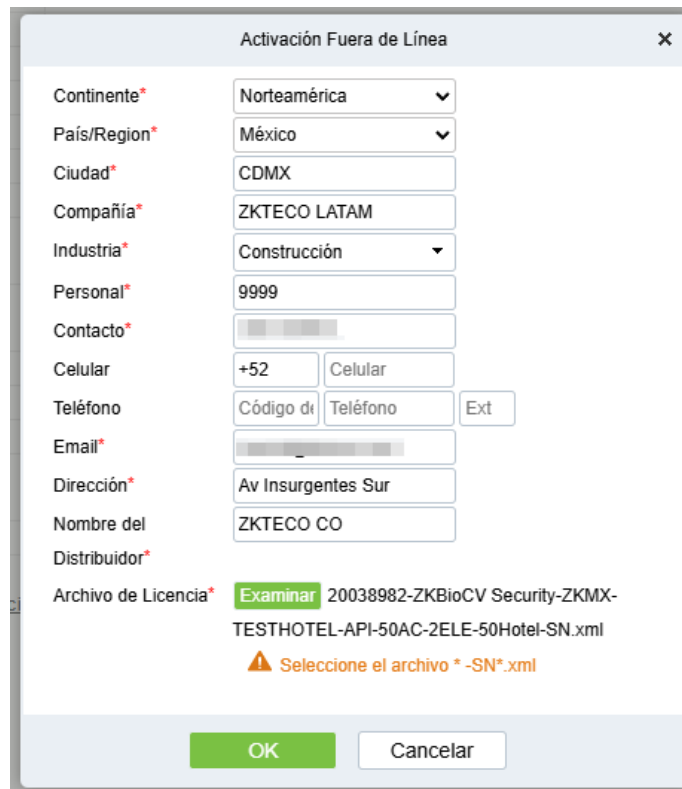 Activación Fuera de Línea ×
Continente* Norteamérica
País/Region* México
Ciudad* CDMX
Compañía* ZKTECO LATAM
Industria* Construcción
Personal* 9999
Contacto*
Celular +52 Celular
Teléfono Código de Teléfono Ext
Email*
Dirección* Av Insurgentes Sur
Nombre del ZKTECO CO
Distribuidor*
Archivo de Licencia* Examinar 20038982-ZKBioCV Security-ZKMX-
TESTHOTEL-API-50AC-2ELE-50Hotel-SN.xml
Seleccione el archivo * -SN*.xml
OK Cancelar